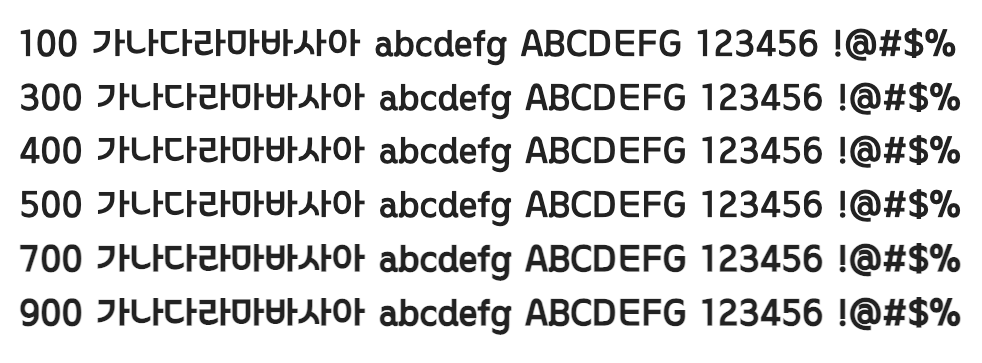 100 가나다라마바사아 abcdefg ABCDEFG 123456 !@#$%
300 가나다라마바사아 abcdefg ABCDEFG 123456 !@#$%
400 가나다라마바사아 abcdefg ABCDEFG 123456 !@#$%
500 가나다라마바사아 abcdefg ABCDEFG 123456 !@#$%
700 가나다라마바사아 abcdefg ABCDEFG 123456 !@#$%
900 가나다라마바사아 abcdefg ABCDEFG 123456 !@#$%